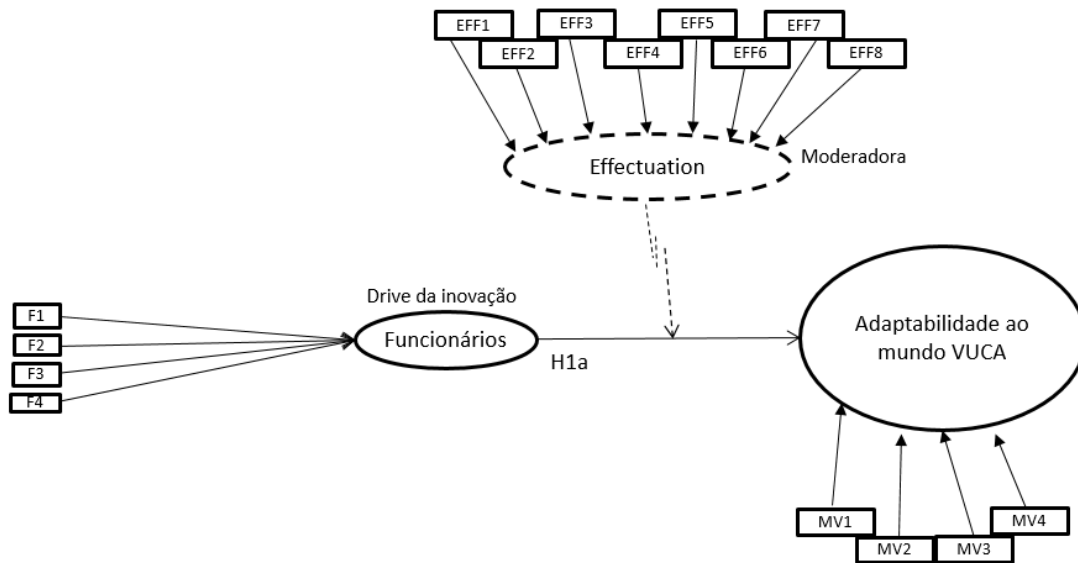 EFF1
EFF3
EFF5
EFF7
EFF2
EFF4
EFF6
EFF8
Effectuation
Moderadora
Drive da inovação
Funcionários
F1
F2
F3
F4
H1a
Adaptabilidade ao
mundo VUCA
MV1
MV4
MV2
MV3